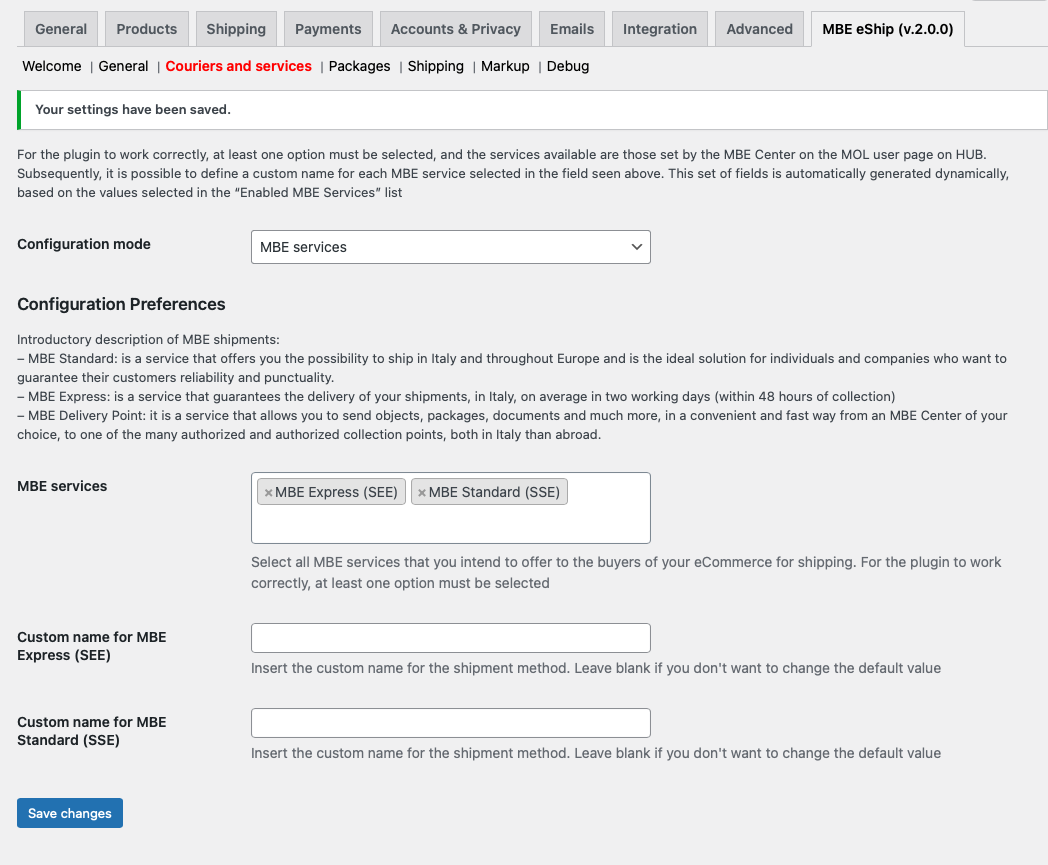 General Products Shipping Payments Accounts & Privacy Emails Integration Advanced MBE eShip (v.2.0.0)
Welcome | General | Couriers and services | Packages | Shipping | Markup | Debug
Your settings have been saved.
For the plugin to work correctly, at least one option must be selected, and the services available are those set by the MBE Center on the MOL user page on HUB.
Subsequently, it is possible to define a custom name for each MBE service selected in the field seen above. This set of fields is automatically generated dynamically,
based on the values selected in the “Enabled MBE Services” list
Configuration mode
MBE services
Configuration Preferences
Introductory description of MBE shipments:
– MBE Standard: is a service that offers you the possibility to ship in Italy and throughout Europe and is the ideal solution for individuals and companies who want to
guarantee their customers reliability and punctuality.
– MBE Express: is a service that guarantees the delivery of your shipments, in Italy, on average in two working days (within 48 hours of collection)
– MBE Delivery Point: it is a service that allows you to send objects, packages, documents and much more, in a convenient and fast way from an MBE Center of your
choice, to one of the many authorized and authorized collection points, both in Italy than abroad.
MBE services
×MBE Express (SEE) ×MBE Standard (SSE)
Select all MBE services that you intend to offer to the buyers of your eCommerce for shipping. For the plugin to work
correctly, at least one option must be selected
Custom name for MBE
Express (SEE)
Insert the custom name for the shipment method. Leave blank if you don't want to change the default value
Custom name for MBE
Standard (SSE)
Insert the custom name for the shipment method. Leave blank if you don't want to change the default value
Save changes